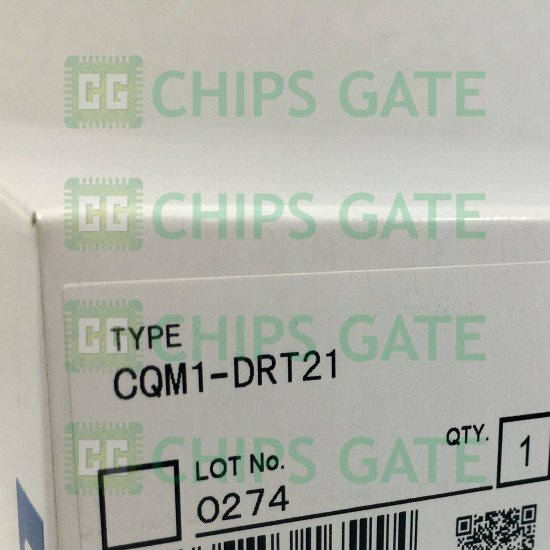 CG CHIPS GATE
CG CHIPS GATE
TYPE
CG CHIPS GATE
CQM1-DRT21
QTY. 1
CG CHIPS GATE
LOT No.
0274